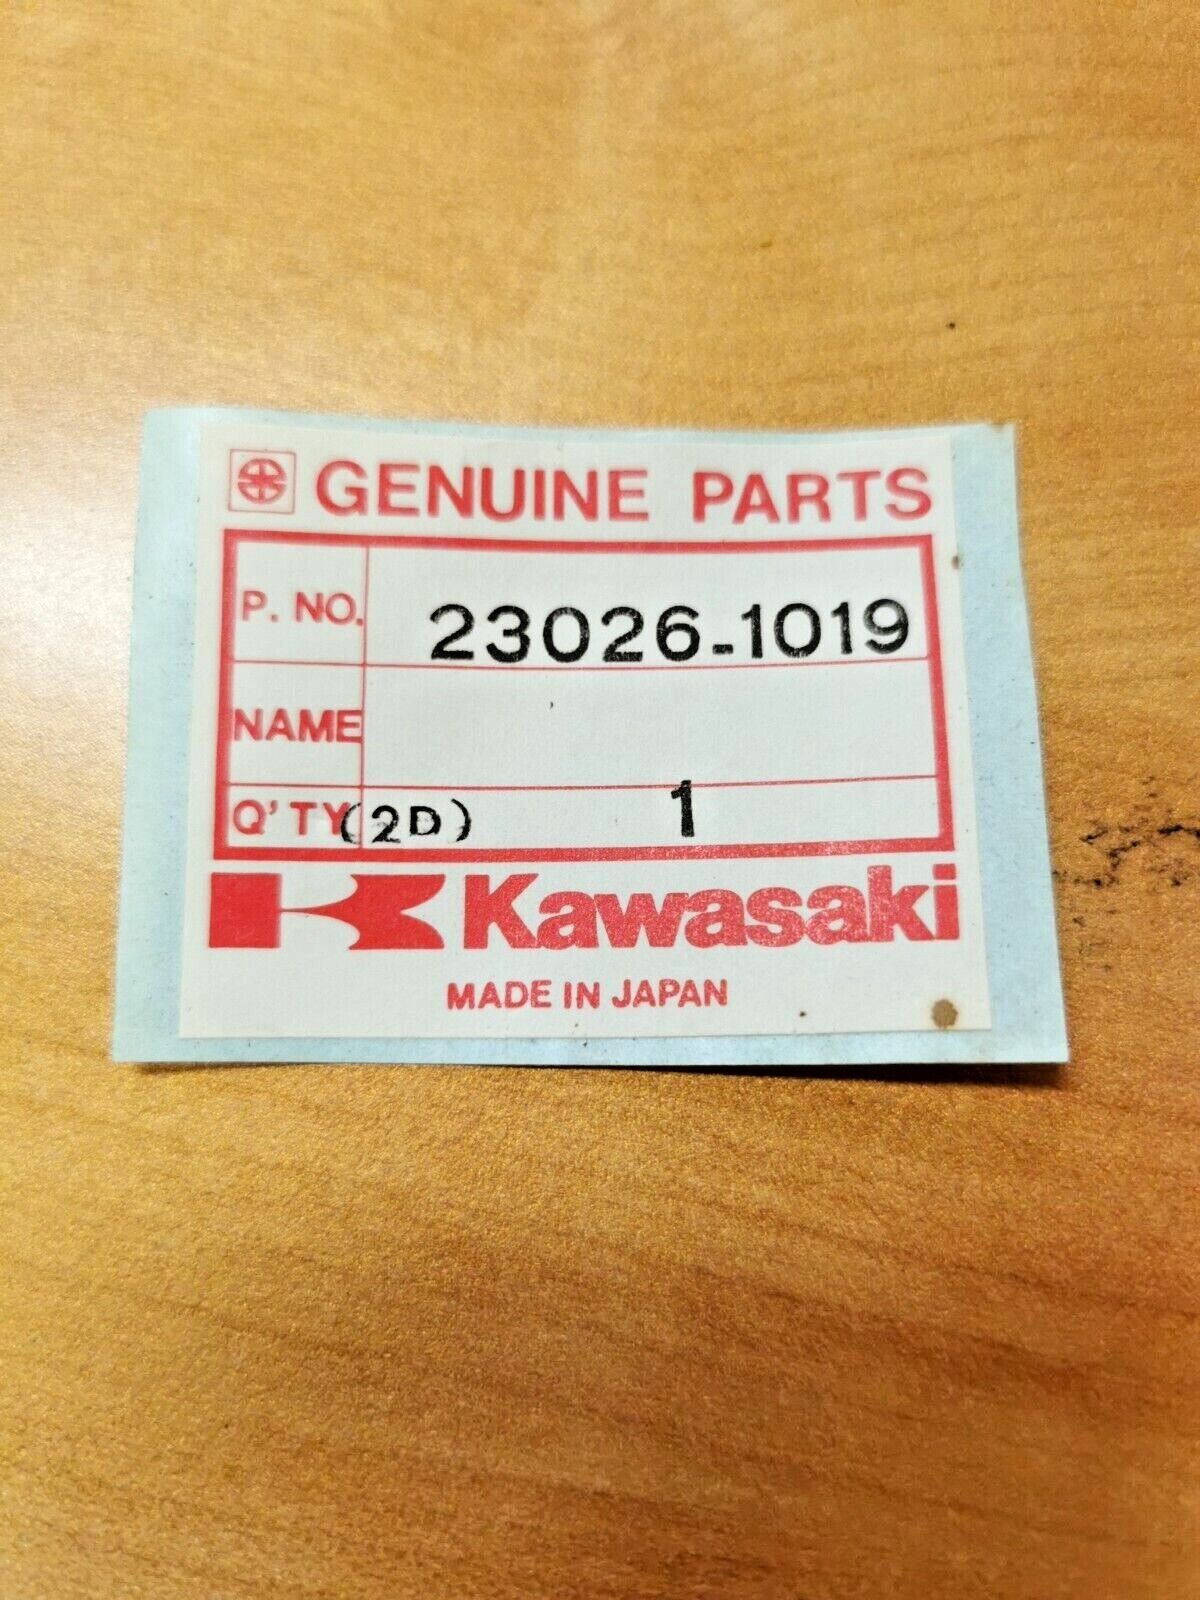 GENUINE PARTS
P. NO. 23026-1019
NAME
Q'TY (2D) 1
Kawasaki
MADE IN JAPAN